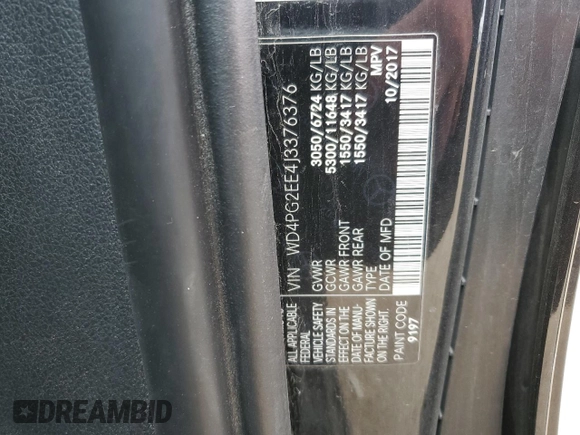 VIN WD4PG2EE4J3376376
GVWR 3050/6724 KG/LB
GCWR 5300/11648 KG/LB
GAWR FRONT 1550/3417 KG/LB
GAWR REAR 1550/3417 KG/LB
TYPE MPV
DATE OF MFD 10/2017
ALL APPLICABLE
FEDERAL
VEHICLE SAFETY
STANDARDS IN
EFFECT ON THE
DATE OF MANU-
FACTURE SHOWN
ON THE RIGHT.
PAINT CODE
9197
DREAMBID